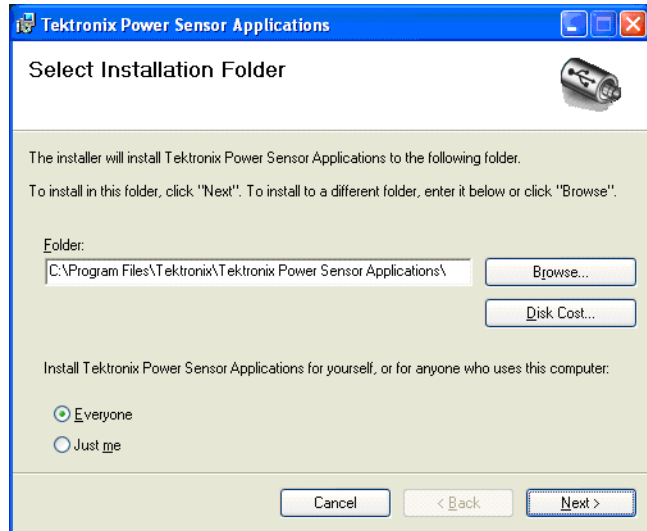 Tektronix Power Sensor Applications
Select Installation Folder
The installer will install Tektronix Power Sensor Applications to the following folder.
To install in this folder, click "Next". To install to a different folder, enter it below or click "Browse".
Folder:
C:\Program Files\Tektronix\Tektronix Power Sensor Applications\
Browse...
Disk Cost...
Install Tektronix Power Sensor Applications for yourself, or for anyone who uses this computer:
Everyone
Just me
Cancel
< Back
Next >